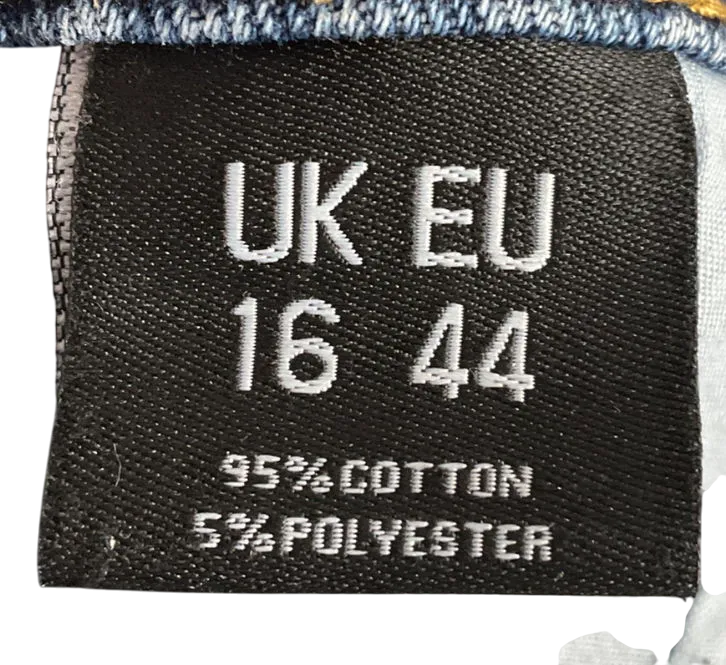 UK EU
16 44
95% COTTON
5% POLYESTER